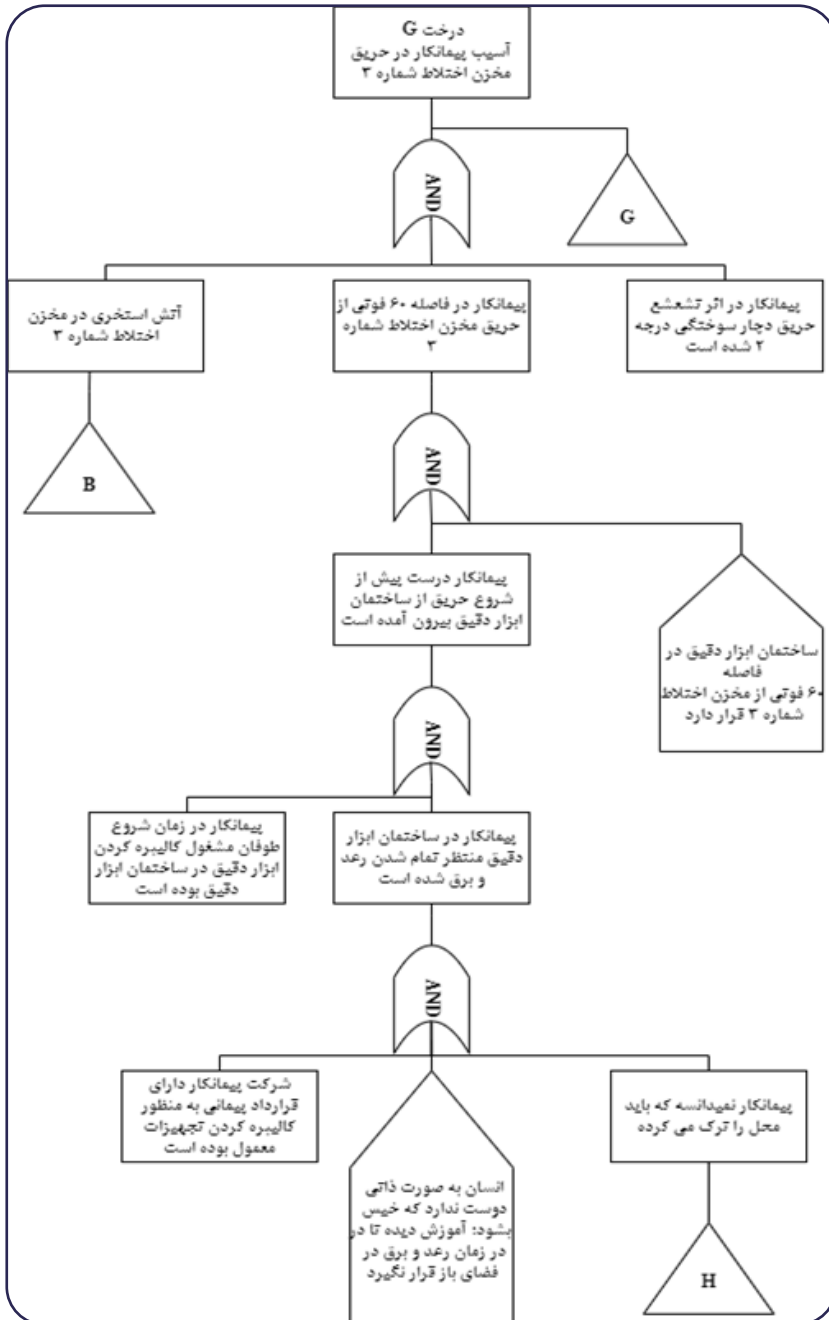 درخت G
آسیب پیمانکار در حریق
مخزن اختلاط شماره ۳
AND
G
پیمانکار در اثر تشعشع
حریق دچار سوختگی درجه
۲ شده است
پیمانکار در فاصله ۶۰ فوتی از
حریق مخزن اختلاط شماره
۳
آتش استخری در مخزن
اختلاط شماره ۳
B
AND
پیمانکار درست پیش از
شروع حریق از ساختمان
ابزار دقیق بیرون آمده است
ساختمان ابزار دقیق در
فاصله
۶۰ فوتی از مخزن اختلاط
شماره ۳ قرار دارد
AND
پیمانکار در ساختمان ابزار
دقیق منتظر تمام شدن رعد
و برق شده است
پیمانکار در زمان شروع
طوفان مشغول کالیبره کردن
ابزار دقیق در ساختمان ابزار
دقیق بوده است
AND
پیمانکار نمیدانسه که باید
محل را ترک می کرده
H
انسان به صورت ذاتی
دوست ندارد که خیس
بشود؛ آموزش دیده تا در
در زمان رعد و برق در
فضای باز قرار نگیرد
شرکت پیمانکار دارای
قرارداد پیمانی به منظور
کالیبره کردن تجهیزات
معمول بوده است